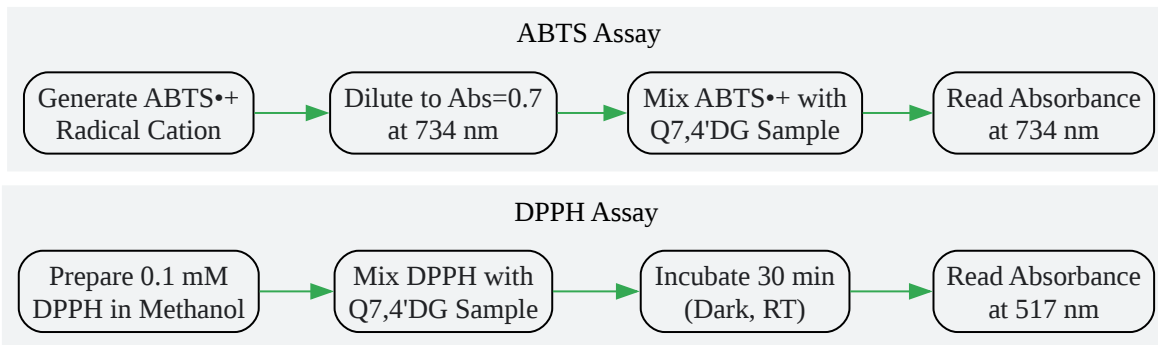 ABTS Assay
Generate ABTS•+
Radical Cation
Dilute to Abs=0.7
at 734 nm
Mix ABTS•+ with
Q7,4'DG Sample
Read Absorbance
at 734 nm
DPPH Assay
Prepare 0.1 mM
DPPH in Methanol
Mix DPPH with
Q7,4'DG Sample
Incubate 30 min
(Dark, RT)
Read Absorbance
at 517 nm